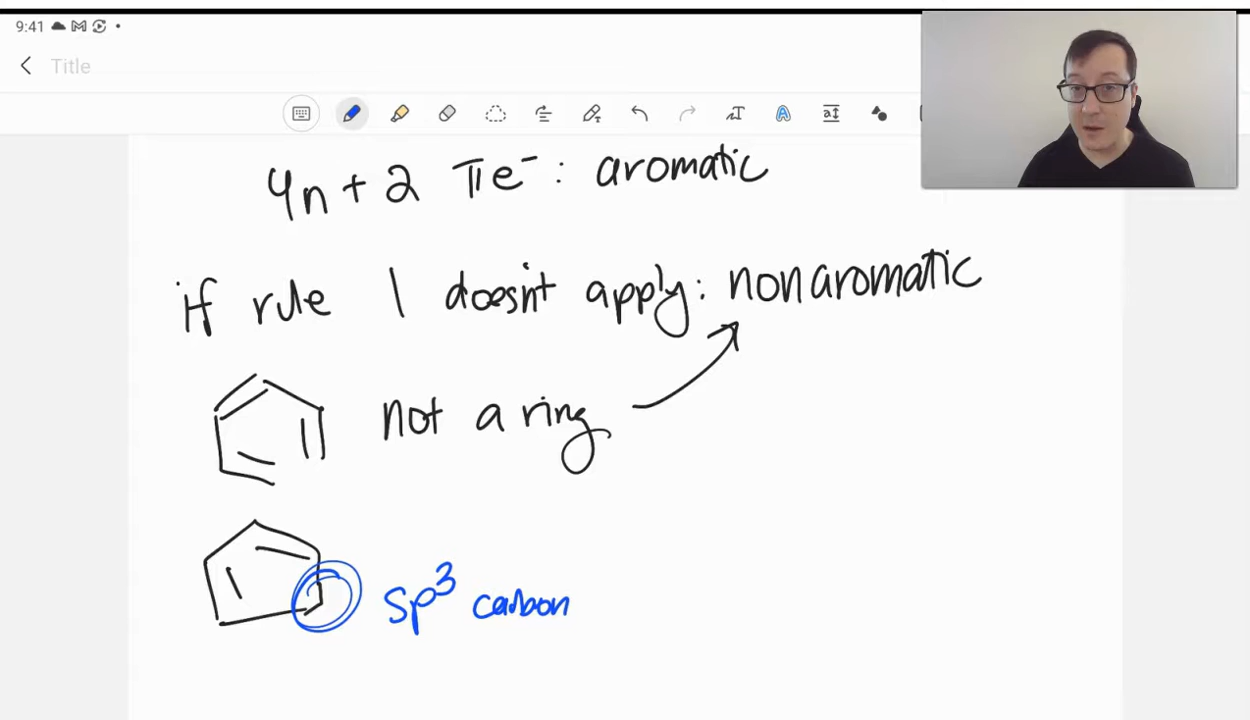 9:41
Title
4n + 2 πe⁻: aromatic
if rule 1 doesn't apply: nonaromatic
not a ring
sp³ carbon